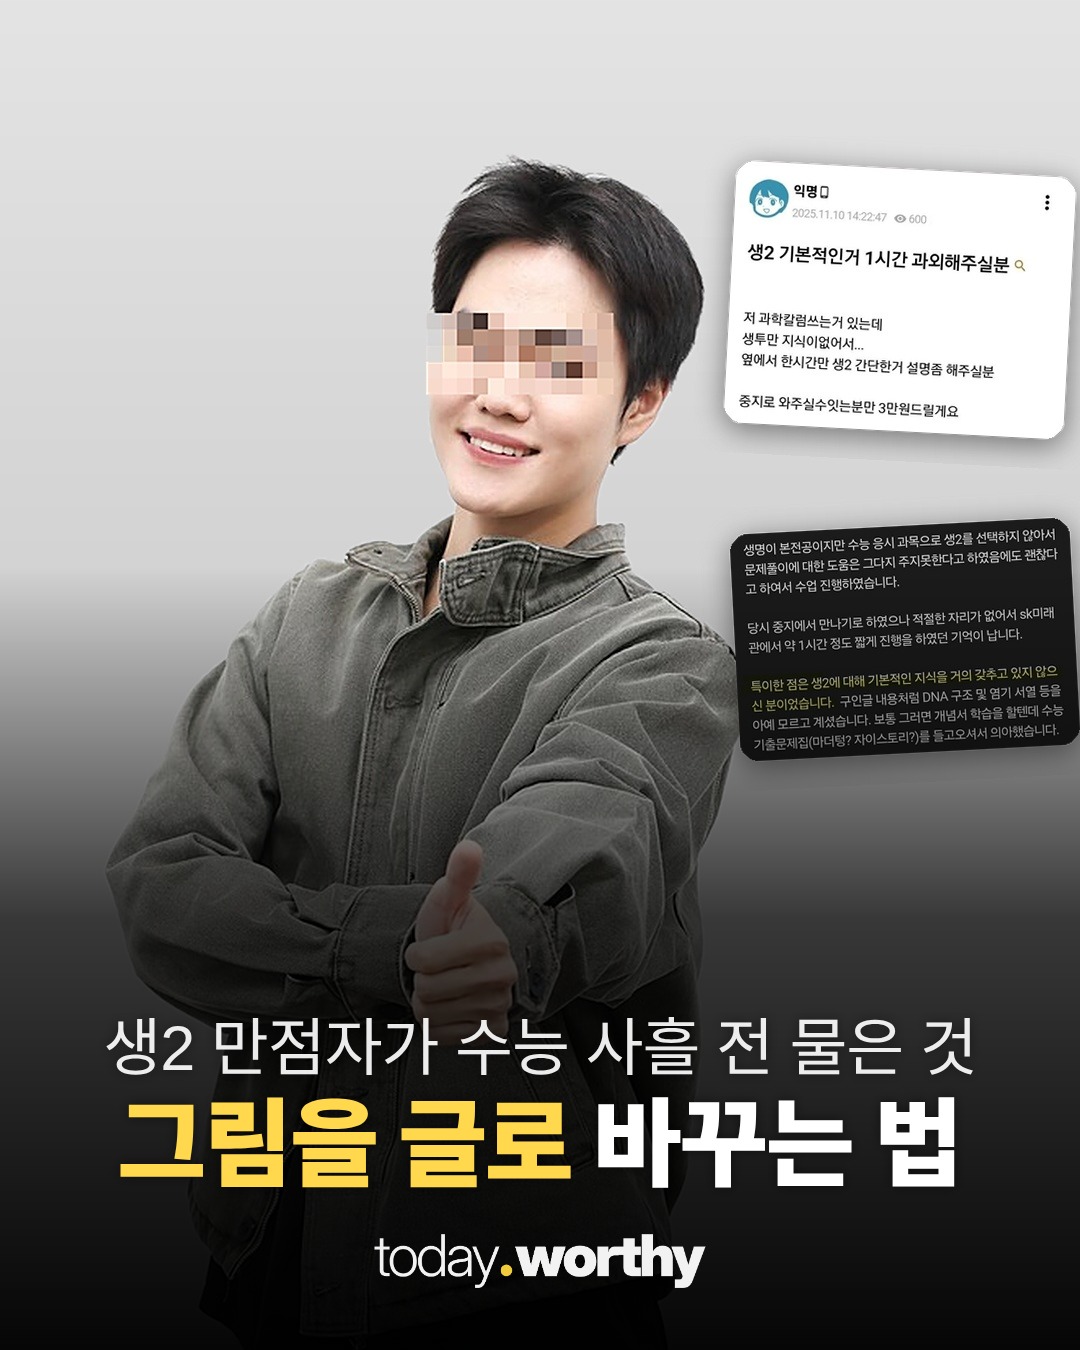 익명
2025.11.10 14:22:47 600
생2 기본적인거 1시간 과외해주실분
저 과학칼럼쓰는거 있는데
생투만 지식이없어서...
옆에서 한시간만 생2 간단한거 설명좀 해주실분
중지로 와주실수잇는분만 3만원드릴게요
생명이 본전공이지만 수능 응시 과목으로 생2를 선택하지 않아서
문제풀이에 대한 도움은 그다지 주지못한다고 하였음에도 괜찮다
고 하여서 수업 진행하였습니다.
당시 중지에서 만나기로 하였으나 적절한 자리가 없어서 sk미래
관에서 약 1시간 정도 짧게 진행을 하였던 기억이 납니다.
특이한 점은 생2에 대해 기본적인 지식을 거의 갖추고 있지 않으
신 분이었습니다. 구인글 내용처럼 DNA 구조 및 염기 서열 등을
아예 모르고 계셨습니다. 보통 그러면 개념서 학습을 할텐데 수능
기출문제집(마더텅? 자이스토리?)를 들고오셔서 의아했습니다.
생2 만점자가 수능 사흘 전 물은 것
그림을 글로 바꾸는 법
today.worthy